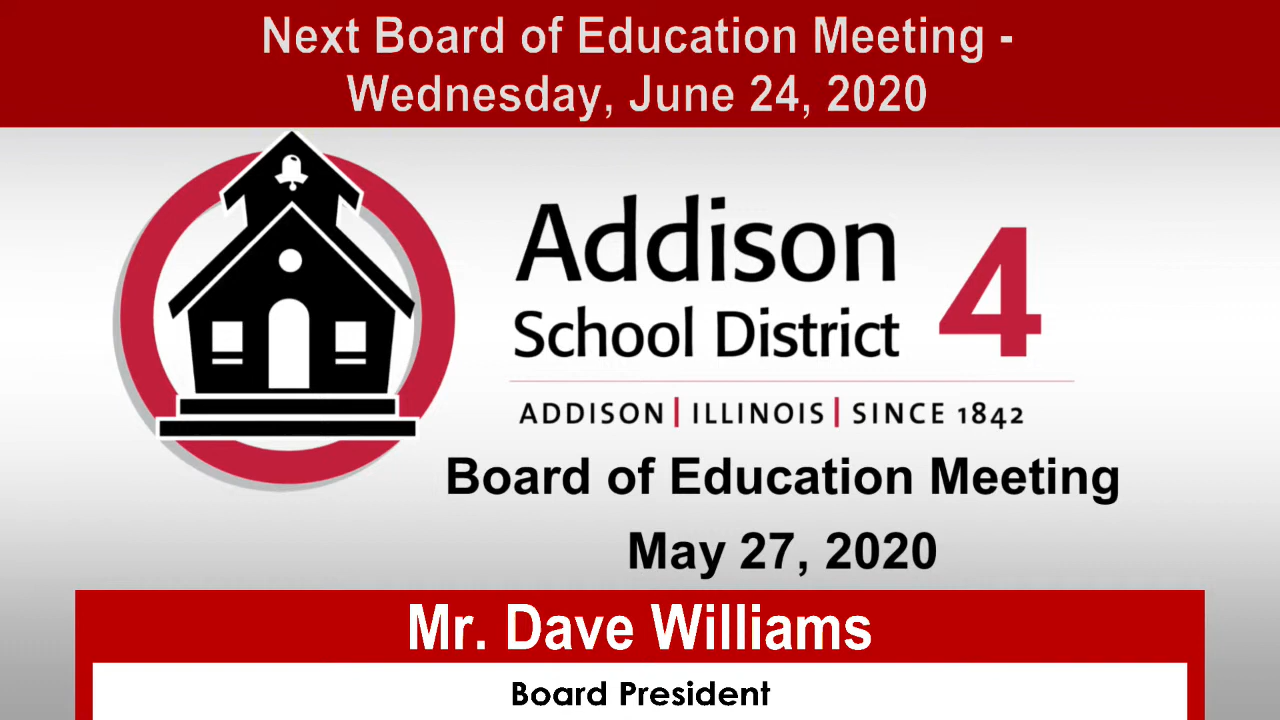 Next Board of Education Meeting -
Wednesday, June 24, 2020
Addison
School District 4
ADDISON | ILLINOIS | SINCE 1842
Board of Education Meeting
May 27, 2020
Mr. Dave Williams
Board President